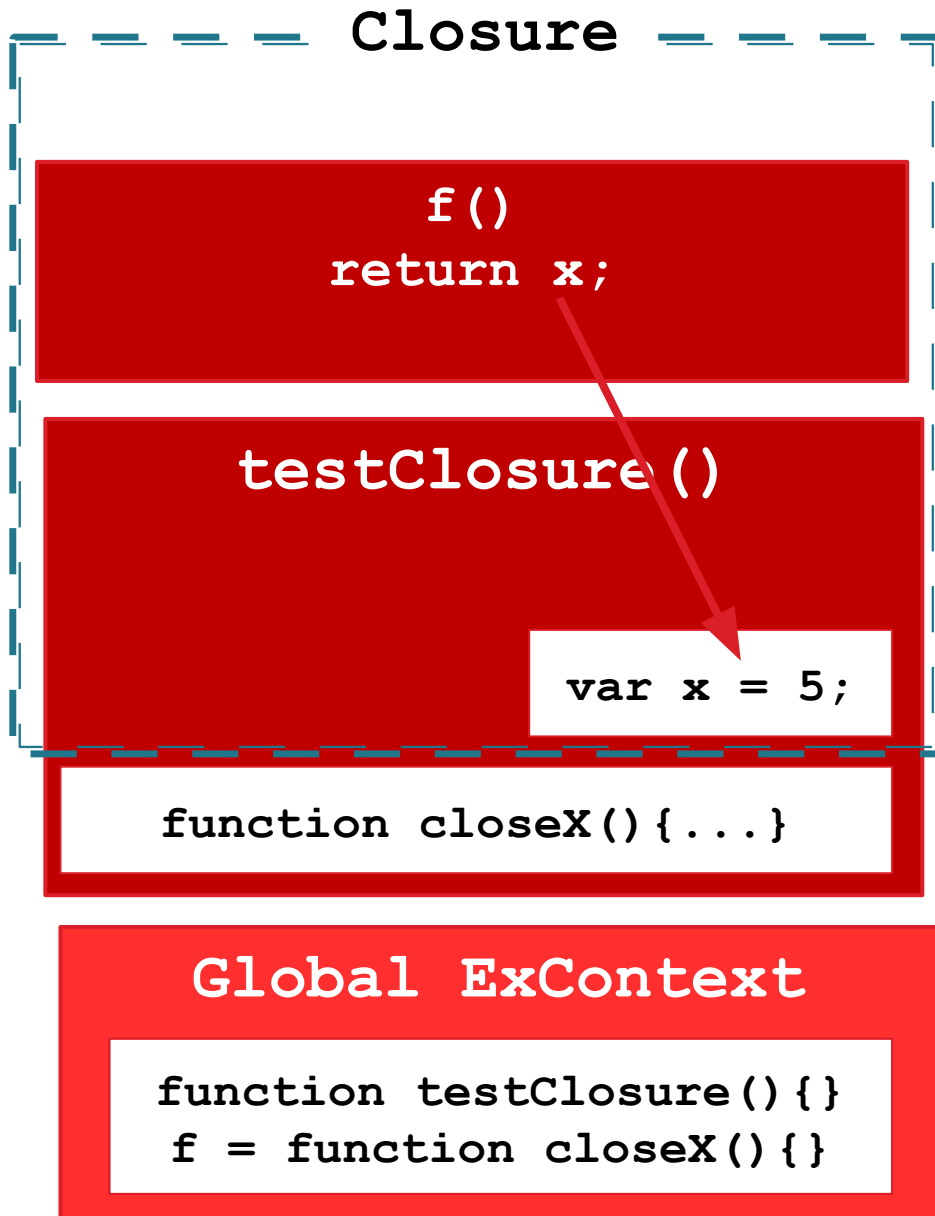 Closure
f()
return x;
testClosure()
var x = 5;
function closeX(){...}
Global ExContext
function testClosure(){}
f = function closeX(){}